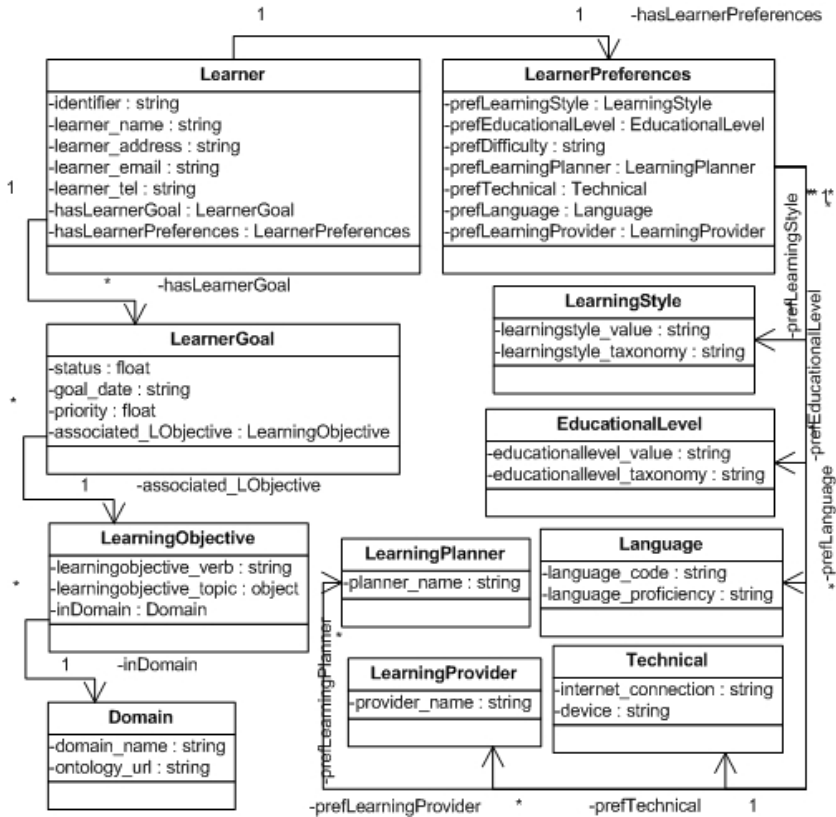 1
1
-hasLearnerPreferences
Learner
-identifier : string
-learner_name : string
-learner_address : string
-learner_email : string
-learner_tel : string
-hasLearnerGoal : LearnerGoal
-hasLearnerPreferences : LearnerPreferences
LearnerPreferences
-prefLearningStyle : LearningStyle
-prefEducationalLevel : EducationalLevel
-prefDifficulty : string
-prefLearningPlanner : LearningPlanner
-prefTechnical : Technical
-prefLanguage : Language
-prefLearningProvider : LearningProvider
1
*
-hasLearnerGoal
-prefLearningStyle
LearnerGoal
-status : float
-goal_date : string
-priority : float
-associated_LObjective : LearningObjective
LearningStyle
-learningstyle_value : string
-learningstyle_taxonomy : string
-prefEducationalLevel
*
1
-associated_LObjective
EducationalLevel
-educationallevel_value : string
-educationallevel_taxonomy : string
LearningObjective
-learningobjective_verb : string
-learningobjective_topic : object
-inDomain : Domain
LearningPlanner
-planner_name : string
*
Language
-language_code : string
-language_proficiency : string
-prefLanguage
*
*
1
-inDomain
-prefLearningPlanner
LearningProvider
-provider_name : string
Technical
-internet_connection : string
-device : string
Domain
-domain_name : string
-ontology_url : string
-prefLearningProvider
*
-prefTechnical
1